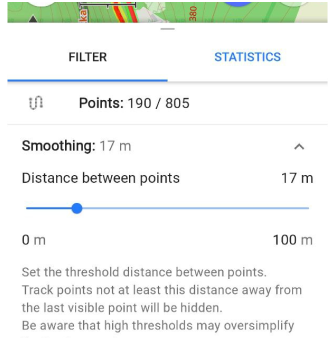 380
FILTER
STATISTICS
Points: 190 / 805
Smoothing: 17 m
Distance between points
17 m
0 m
100 m
Set the threshold distance between points.
Track points not at least this distance away from
the last visible point will be hidden.
Be aware that high thresholds may oversimplify